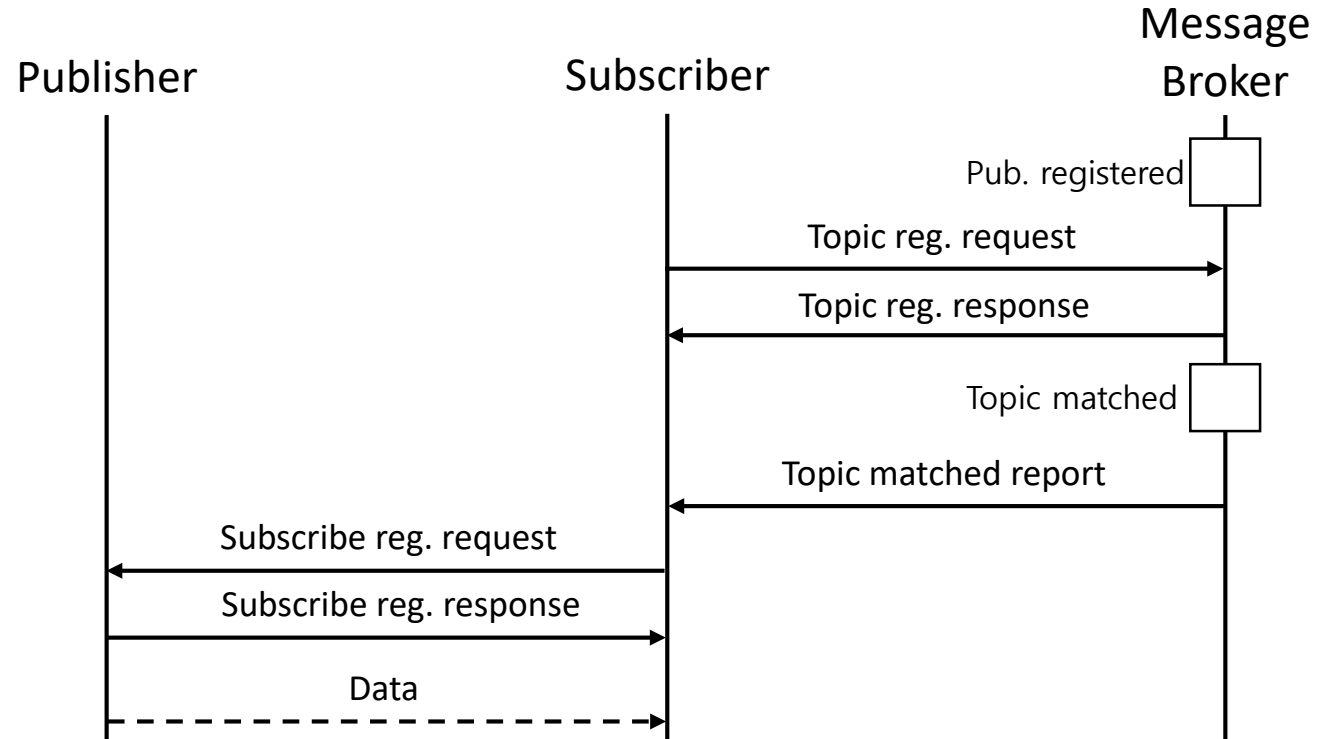 Publisher
Subscriber
Message
Broker
Pub. registered
Topic reg. request
Topic reg. response
Topic matched
Topic matched report
Subscribe reg. request
Subscribe reg. response
Data